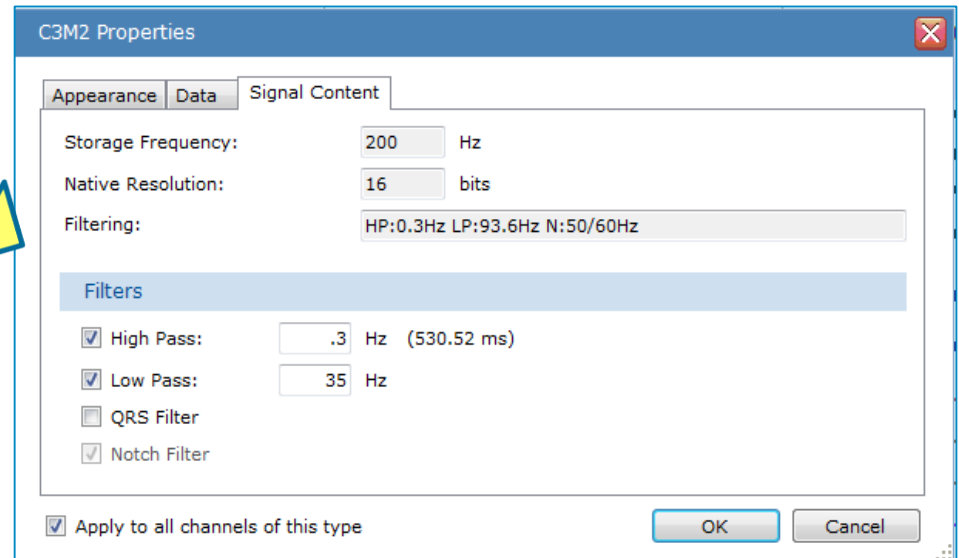 C3M2 Properties
Appearance Data Signal Content
Storage Frequency: 200 Hz
Native Resolution: 16 bits
Filtering: HP:0.3Hz LP:93.6Hz N:50/60Hz
Filters
High Pass: .3 Hz (530.52 ms)
Low Pass: 35 Hz
QRS Filter
Notch Filter
Apply to all channels of this type OK Cancel